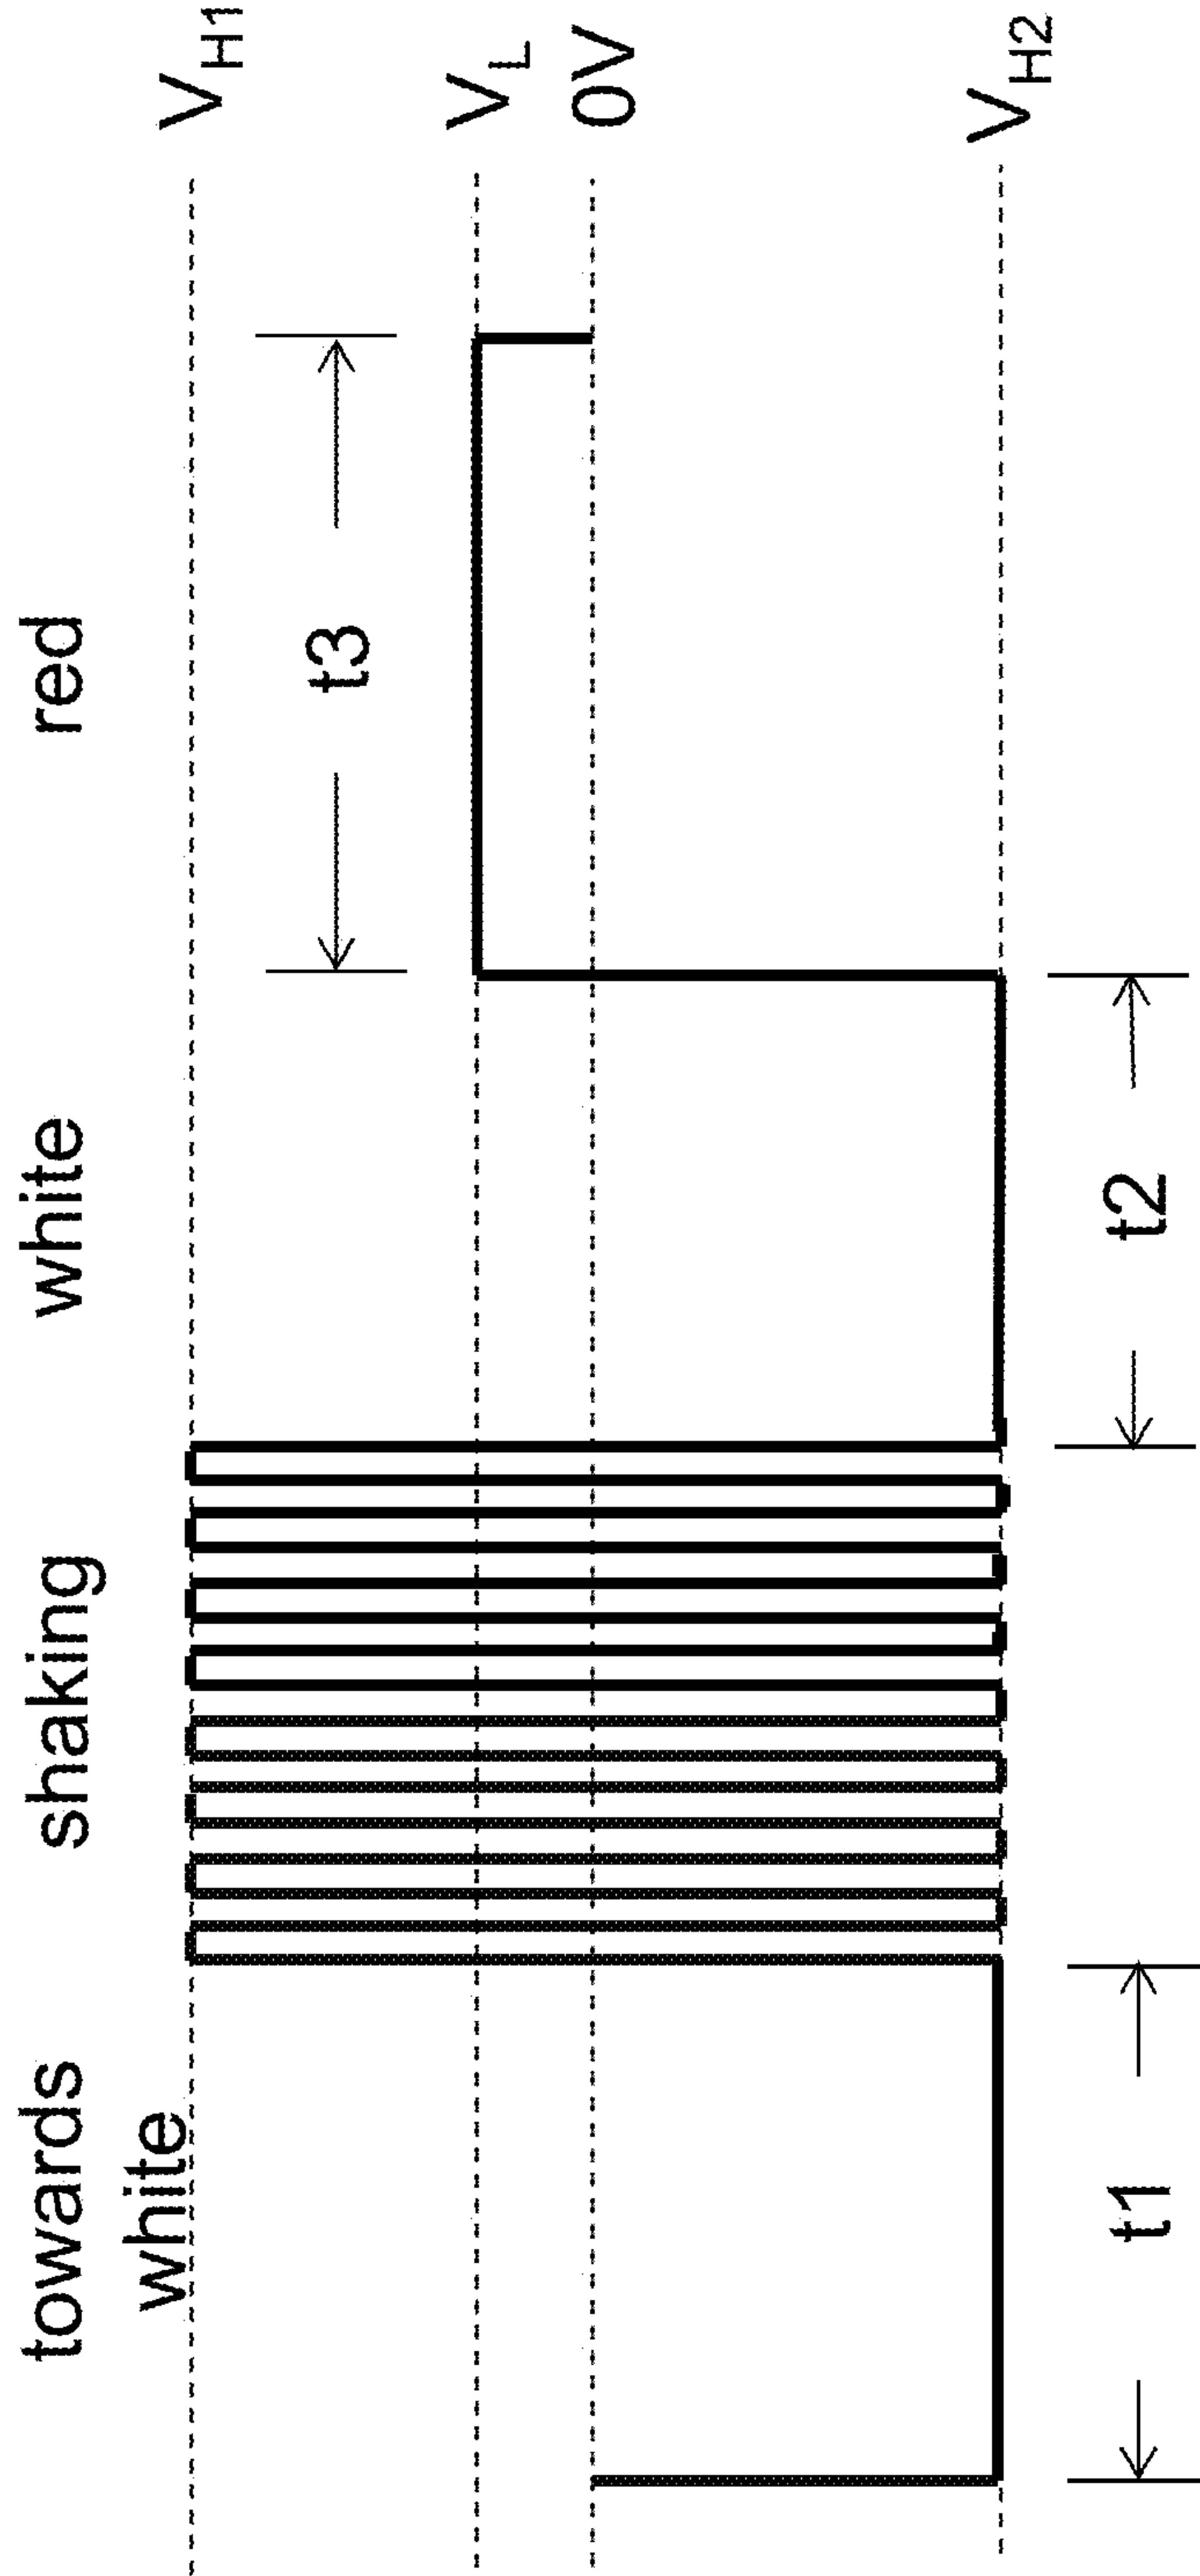 towards
white
shaking
white
red
V_H1
V_L
0V
V_H2
t3
t1
t2